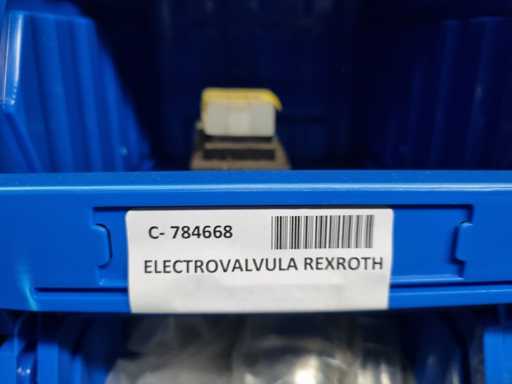 C- 784668
ELECTROVALVULA REXROTH